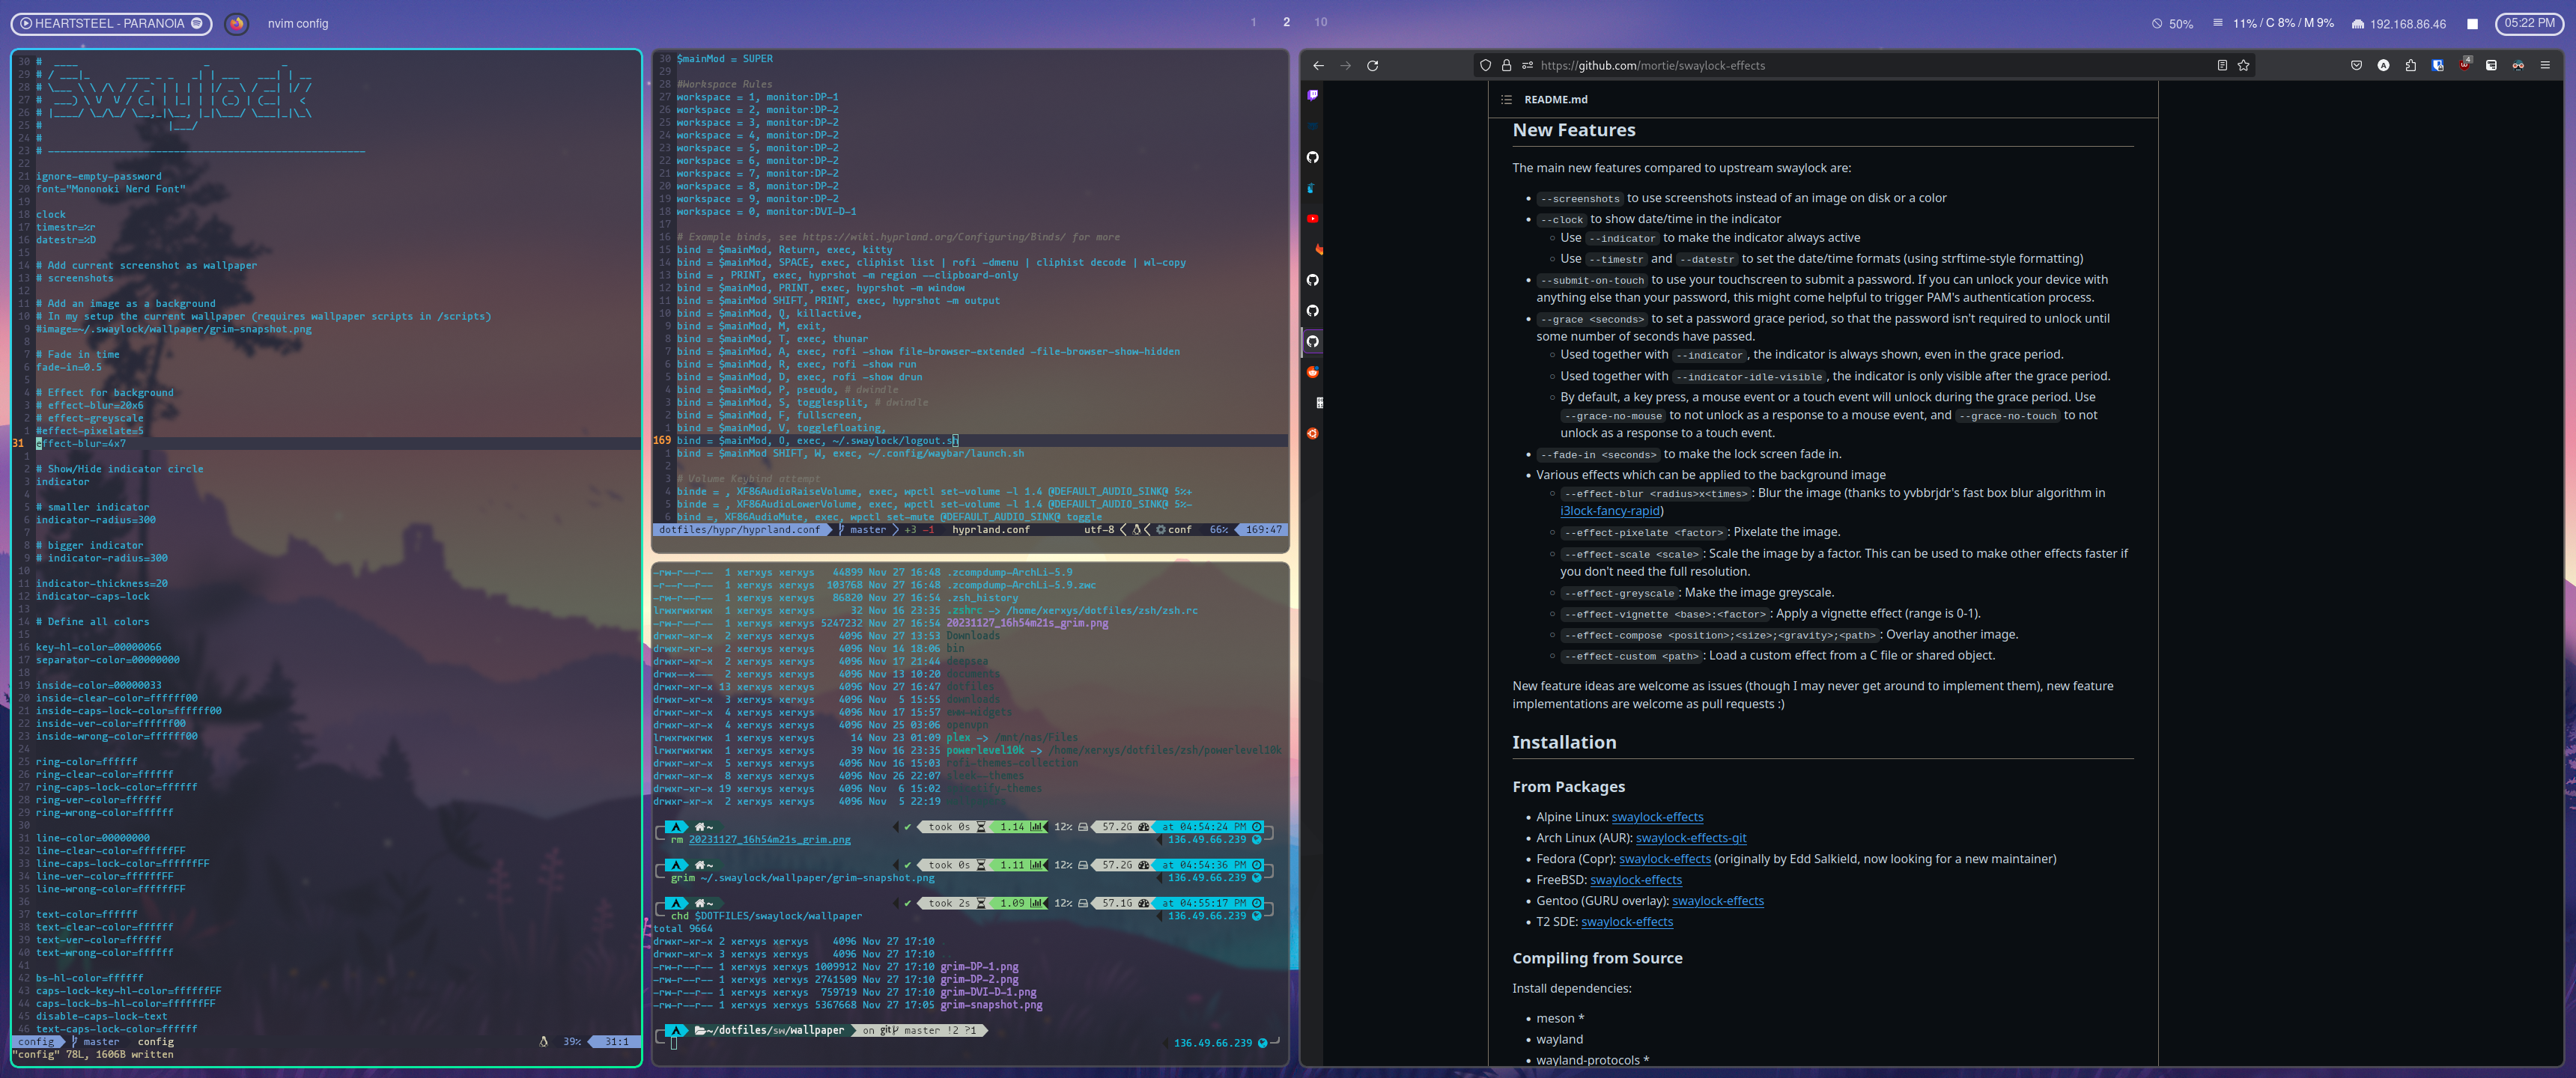 HEARTSTEEL - PARANOIA
nvim config
1 2 10
50%
11% / C 8% / M 9%
192.168.86.46
05:22 PM
30 #  ____                       _            _
29 # / ___|_      ____ _ _   _| | ___   ___| | __
28 # \___ \ \ /\ / / _` | | | | |/ _ \ / __| |/ /
27 #  ___) \ V  V / (_| | |_| | | (_) | (__|   <
26 # |____/ \_/\_/ \__,_|\__, |_|\___/ \___|_|\_\
25 #                     |___/
24 #
23 # _____________________________________________________
22
21 ignore-empty-password
20 font="Mononoki Nerd Font"
19
18 clock
17 timestr=%r
16 datestr=%D
15
14 # Add current screenshot as wallpaper
13 # screenshots
12
11 # Add an image as a background
10 # In my setup the current wallpaper (requires wallpaper scripts in /scripts)
9 #image=~/.swaylock/wallpaper/grim-snapshot.png
8
7 # Fade in time
6 fade-in=0.5
5
4 # Effect for background
3 # effect-blur=20x6
2 # effect-greyscale
1 #effect-pixelate=5
31 effect-blur=4x7
1
2 # Show/Hide indicator circle
3 indicator
4
5 # smaller indicator
6 indicator-radius=300
7
8 # bigger indicator
9 # indicator-radius=300
10
11 indicator-thickness=20
12 indicator-caps-lock
13
14 # Define all colors
15
16 key-hl-color=00000066
17 separator-color=00000000
18
19 inside-color=00000033
20 inside-clear-color=ffffff00
21 inside-caps-lock-color=ffffff00
22 inside-ver-color=ffffff00
23 inside-wrong-color=ffffff00
24
25 ring-color=ffffff
26 ring-clear-color=ffffff
27 ring-caps-lock-color=ffffff
28 ring-ver-color=ffffff
29 ring-wrong-color=ffffff
30
31 line-color=00000000
32 line-clear-color=ffffffFF
33 line-caps-lock-color=ffffffFF
34 line-ver-color=ffffffFF
35 line-wrong-color=ffffffFF
36
37 text-color=ffffff
38 text-clear-color=ffffff
39 text-ver-color=ffffff
40 text-wrong-color=ffffff
41
42 bs-hl-color=ffffff
43 caps-lock-key-hl-color=ffffffFF
44 caps-lock-bs-hl-color=ffffffFF
45 disable-caps-lock-text
46 text-caps-lock-color=ffffff
config master config 39% 31:1
"config" 78L, 1606B written
30 $mainMod = SUPER
29
28 #Workspace Rules
27 workspace = 1, monitor:DP-1
26 workspace = 2, monitor:DP-2
25 workspace = 3, monitor:DP-2
24 workspace = 4, monitor:DP-2
23 workspace = 5, monitor:DP-2
22 workspace = 6, monitor:DP-2
21 workspace = 7, monitor:DP-2
20 workspace = 8, monitor:DP-2
19 workspace = 9, monitor:DP-2
18 workspace = 0, monitor:DVI-D-1
17
16 # Example binds, see https://wiki.hyprland.org/Configuring/Binds/ for more
15 bind = $mainMod, Return, exec, kitty
14 bind = $mainMod, SPACE, exec, cliphist list | rofi -dmenu | cliphist decode | wl-copy
13 bind = , PRINT, exec, hyprshot -m region --clipboard-only
12 bind = $mainMod, PRINT, exec, hyprshot -m window
11 bind = $mainMod SHIFT, PRINT, exec, hyprshot -m output
10 bind = $mainMod, Q, killactive,
9 bind = $mainMod, M, exit,
8 bind = $mainMod, T, exec, thunar
7 bind = $mainMod, A, exec, rofi -show file-browser-extended -file-browser-show-hidden
6 bind = $mainMod, R, exec, rofi -show run
5 bind = $mainMod, D, exec, rofi -show drun
4 bind = $mainMod, P, pseudo, # dwindle
3 bind = $mainMod, S, togglesplit, # dwindle
2 bind = $mainMod, F, fullscreen,
1 bind = $mainMod, V, togglefloating,
169 bind = $mainMod, O, exec, ~/.swaylock/logout.sh
1 bind = $mainMod SHIFT, W, exec, ~/.config/waybar/launch.sh
2
3 # Volume Keybind attempt
4 binde = , XF86AudioRaiseVolume, exec, wpctl set-volume -l 1.4 @DEFAULT_AUDIO_SINK@ 5%+
5 binde = , XF86AudioLowerVolume, exec, wpctl set-volume -l 1.4 @DEFAULT_AUDIO_SINK@ 5%-
6 bind =, XF86AudioMute, exec, wpctl set-mute @DEFAULT_AUDIO_SINK@ toggle
dotfiles/hypr/hyprland.conf master +3 -1 hyprland.conf utf-8 conf 66% 169:47
-rw-r--r-- 1 xerxys xerxys 44899 Nov 27 16:48 .zcompdump-ArchLi-5.9
-r--r--r-- 1 xerxys xerxys 103768 Nov 27 16:48 .zcompdump-ArchLi-5.9.zwc
-rw------- 1 xerxys xerxys 86820 Nov 27 16:54 .zsh_history
lrwxrwxrwx 1 xerxys xerxys 32 Nov 16 23:35 .zshrc -> /home/xerxys/dotfiles/zsh/zsh.rc
-rw-r--r-- 1 xerxys xerxys 5247232 Nov 27 16:54 20231127_16h54m21s_grim.png
drwxr-xr-x 2 xerxys xerxys 4096 Nov 27 13:53 Downloads
drwxr-xr-x 2 xerxys xerxys 4096 Nov 14 18:06 bin
drwxr-xr-x 2 xerxys xerxys 4096 Nov 17 21:44 deepsea
drwx--x--- 2 xerxys xerxys 4096 Nov 13 10:20 documents
drwxr-xr-x 13 xerxys xerxys 4096 Nov 27 16:47 dotfiles
drwxr-xr-x 3 xerxys xerxys 4096 Nov 5 15:55 downloads
drwxr-xr-x 4 xerxys xerxys 4096 Nov 17 15:57 eww-widgets
drwxr-xr-x 4 xerxys xerxys 4096 Nov 25 03:06 openvpn
lrwxrwxrwx 1 xerxys xerxys 14 Nov 23 01:09 plex -> /mnt/nas/Files
lrwxrwxrwx 1 xerxys xerxys 39 Nov 16 23:35 powerlevel10k -> /home/xerxys/dotfiles/zsh/powerlevel10k
drwxr-xr-x 5 xerxys xerxys 4096 Nov 16 15:03 rofi-themes-collection
drwxr-xr-x 8 xerxys xerxys 4096 Nov 26 22:07
drwxr-xr-x 19 xerxys xerxys 4096 Nov 6 15:02
drwxr-xr-x 2 xerxys xerxys 4096 Nov 5 22:19
~ took 0s 1.14 12% 57.2G at 04:54:24 PM
rm 20231127_16h54m21s_grim.png 136.49.66.239
~ took 0s 1.11 12% 57.2G at 04:54:36 PM
grim ~/.swaylock/wallpaper/grim-snapshot.png 136.49.66.239
~ took 2s 1.09 12% 57.1G at 04:55:17 PM
chd $DOTFILES/swaylock/wallpaper 136.49.66.239
total 9664
drwxr-xr-x 2 xerxys xerxys 4096 Nov 27 17:10 .
drwxr-xr-x 3 xerxys xerxys 4096 Nov 27 17:10 ..
-rw-r--r-- 1 xerxys xerxys 1009912 Nov 27 17:10 grim-DP-1.png
-rw-r--r-- 1 xerxys xerxys 2741509 Nov 27 17:10 grim-DP-2.png
-rw-r--r-- 1 xerxys xerxys 759719 Nov 27 17:10 grim-DVI-D-1.png
-rw-r--r-- 1 xerxys xerxys 5367668 Nov 27 17:05 grim-snapshot.png
~/dotfiles/sw/wallpaper on git master !2 ?1
136.49.66.239
https://github.com/mortie/swaylock-effects
4
README.md
New Features
The main new features compared to upstream swaylock are:
• --screenshots to use screenshots instead of an image on disk or a color
• --clock to show date/time in the indicator
◦ Use --indicator to make the indicator always active
◦ Use --timestr and --datestr to set the date/time formats (using strftime-style formatting)
• --submit-on-touch to use your touchscreen to submit a password. If you can unlock your device with
anything else than your password, this might come helpful to trigger PAM's authentication process.
• --grace <seconds> to set a password grace period, so that the password isn't required to unlock until
some number of seconds have passed.
◦ Used together with --indicator, the indicator is always shown, even in the grace period.
◦ Used together with --indicator-idle-visible, the indicator is only visible after the grace period.
◦ By default, a key press, a mouse event or a touch event will unlock during the grace period. Use
--grace-no-mouse to not unlock as a response to a mouse event, and --grace-no-touch to not
unlock as a response to a touch event.
• --fade-in <seconds> to make the lock screen fade in.
• Various effects which can be applied to the background image
◦ --effect-blur <radius>x<times>: Blur the image (thanks to yvbbrjdr's fast box blur algorithm in
i3lock-fancy-rapid)
◦ --effect-pixelate <factor>: Pixelate the image.
◦ --effect-scale <scale>: Scale the image by a factor. This can be used to make other effects faster if
you don't need the full resolution.
◦ --effect-greyscale: Make the image greyscale.
◦ --effect-vignette <base>:<factor>: Apply a vignette effect (range is 0-1).
◦ --effect-compose <position>;<size>;<gravity>;<path>: Overlay another image.
◦ --effect-custom <path>: Load a custom effect from a C file or shared object.
New feature ideas are welcome as issues (though I may never get around to implement them), new feature
implementations are welcome as pull requests :)
Installation
From Packages
• Alpine Linux: swaylock-effects
• Arch Linux (AUR): swaylock-effects-git
• Fedora (Copr): swaylock-effects (originally by Edd Salkield, now looking for a new maintainer)
• FreeBSD: swaylock-effects
• Gentoo (GURU overlay): swaylock-effects
• T2 SDE: swaylock-effects
Compiling from Source
Install dependencies:
• meson *
• wayland
• wayland-protocols *